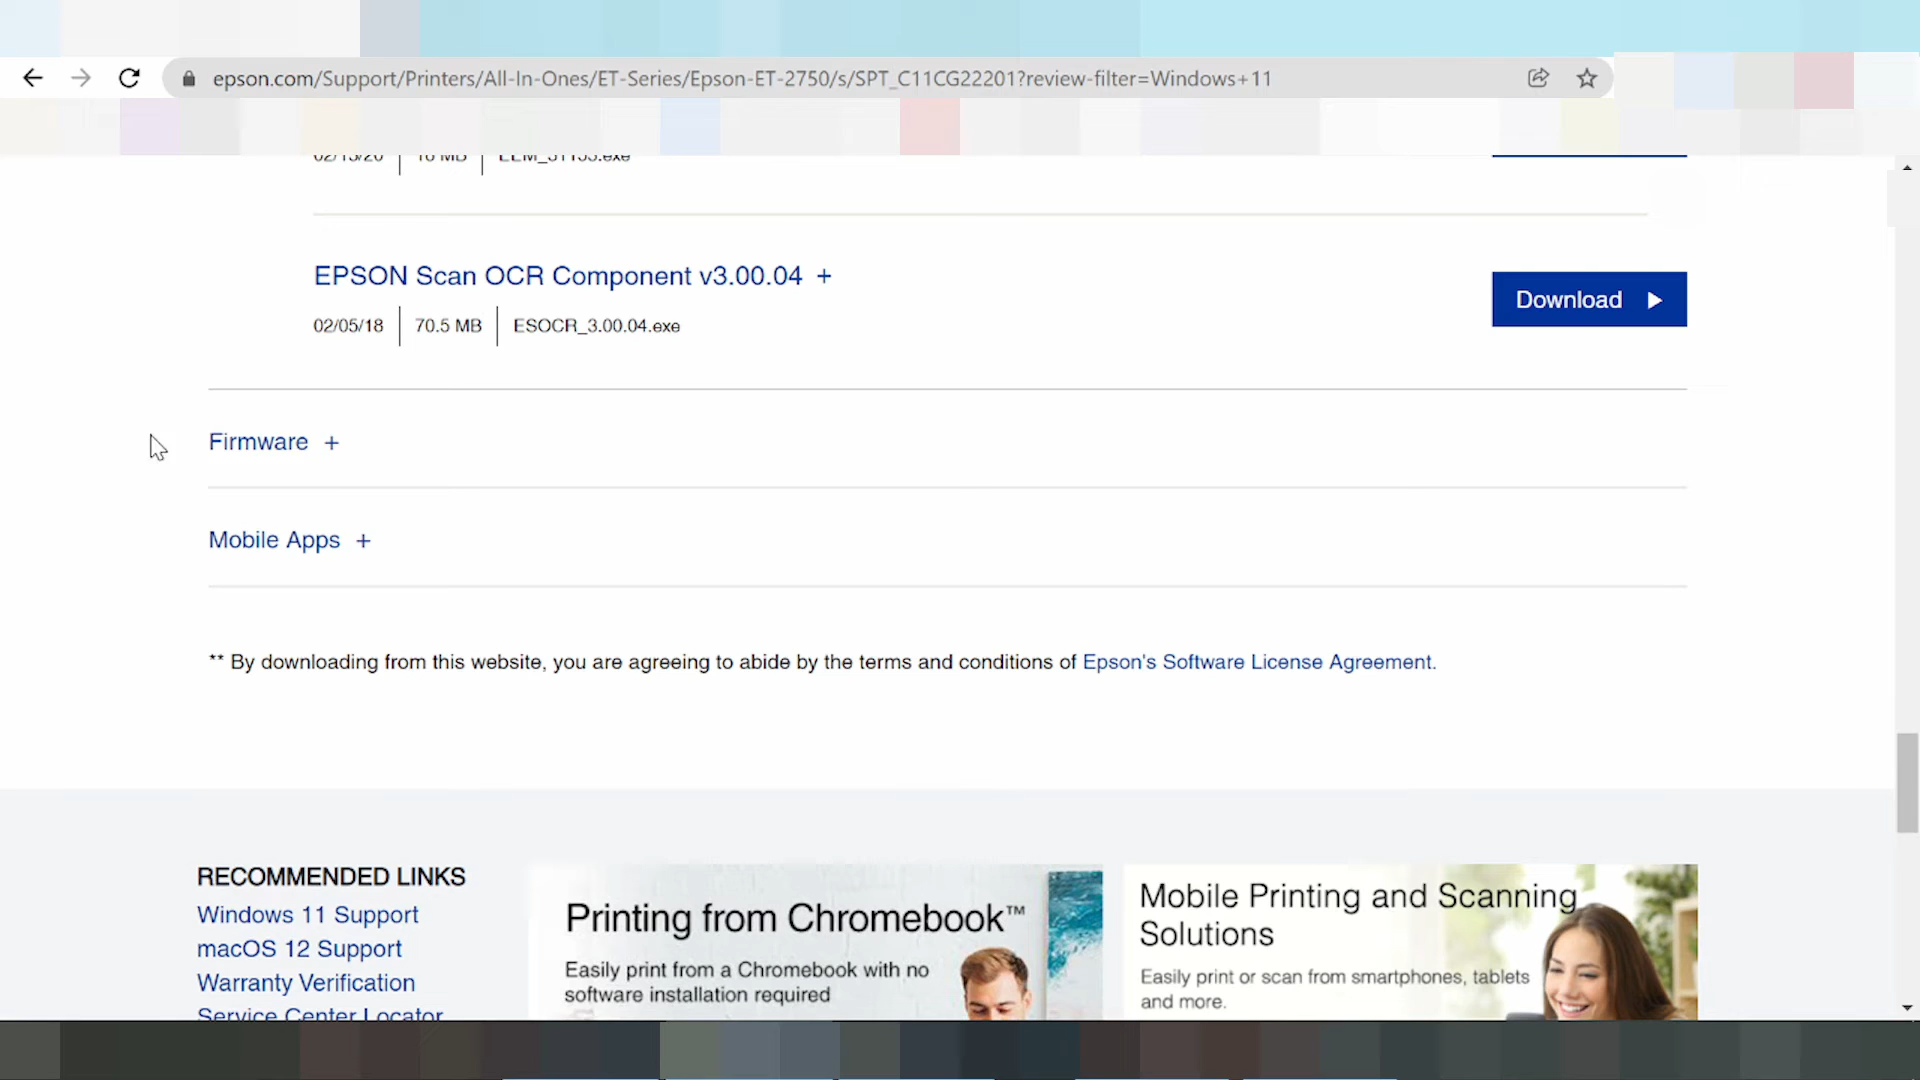 epson.com/Support/Printers/All-In-Ones/ET-Series/Epson-ET-2750/s/SPT_C11CG22201?review-filter=Windows+11
EPSON Scan OCR Component v3.00.04 +
Download
02/05/18 | 70.5 MB | ESOCR_3.00.04.exe
Firmware +
Mobile Apps +
** By downloading from this website, you are agreeing to abide by the terms and conditions of Epson's Software License Agreement.
RECOMMENDED LINKS
Windows 11 Support
macOS 12 Support
Warranty Verification
Service Center Locator
Printing from Chromebook™
Easily print from a Chromebook with no
software installation required
Mobile Printing and Scanning
Solutions
Easily print or scan from smartphones, tablets
and more.